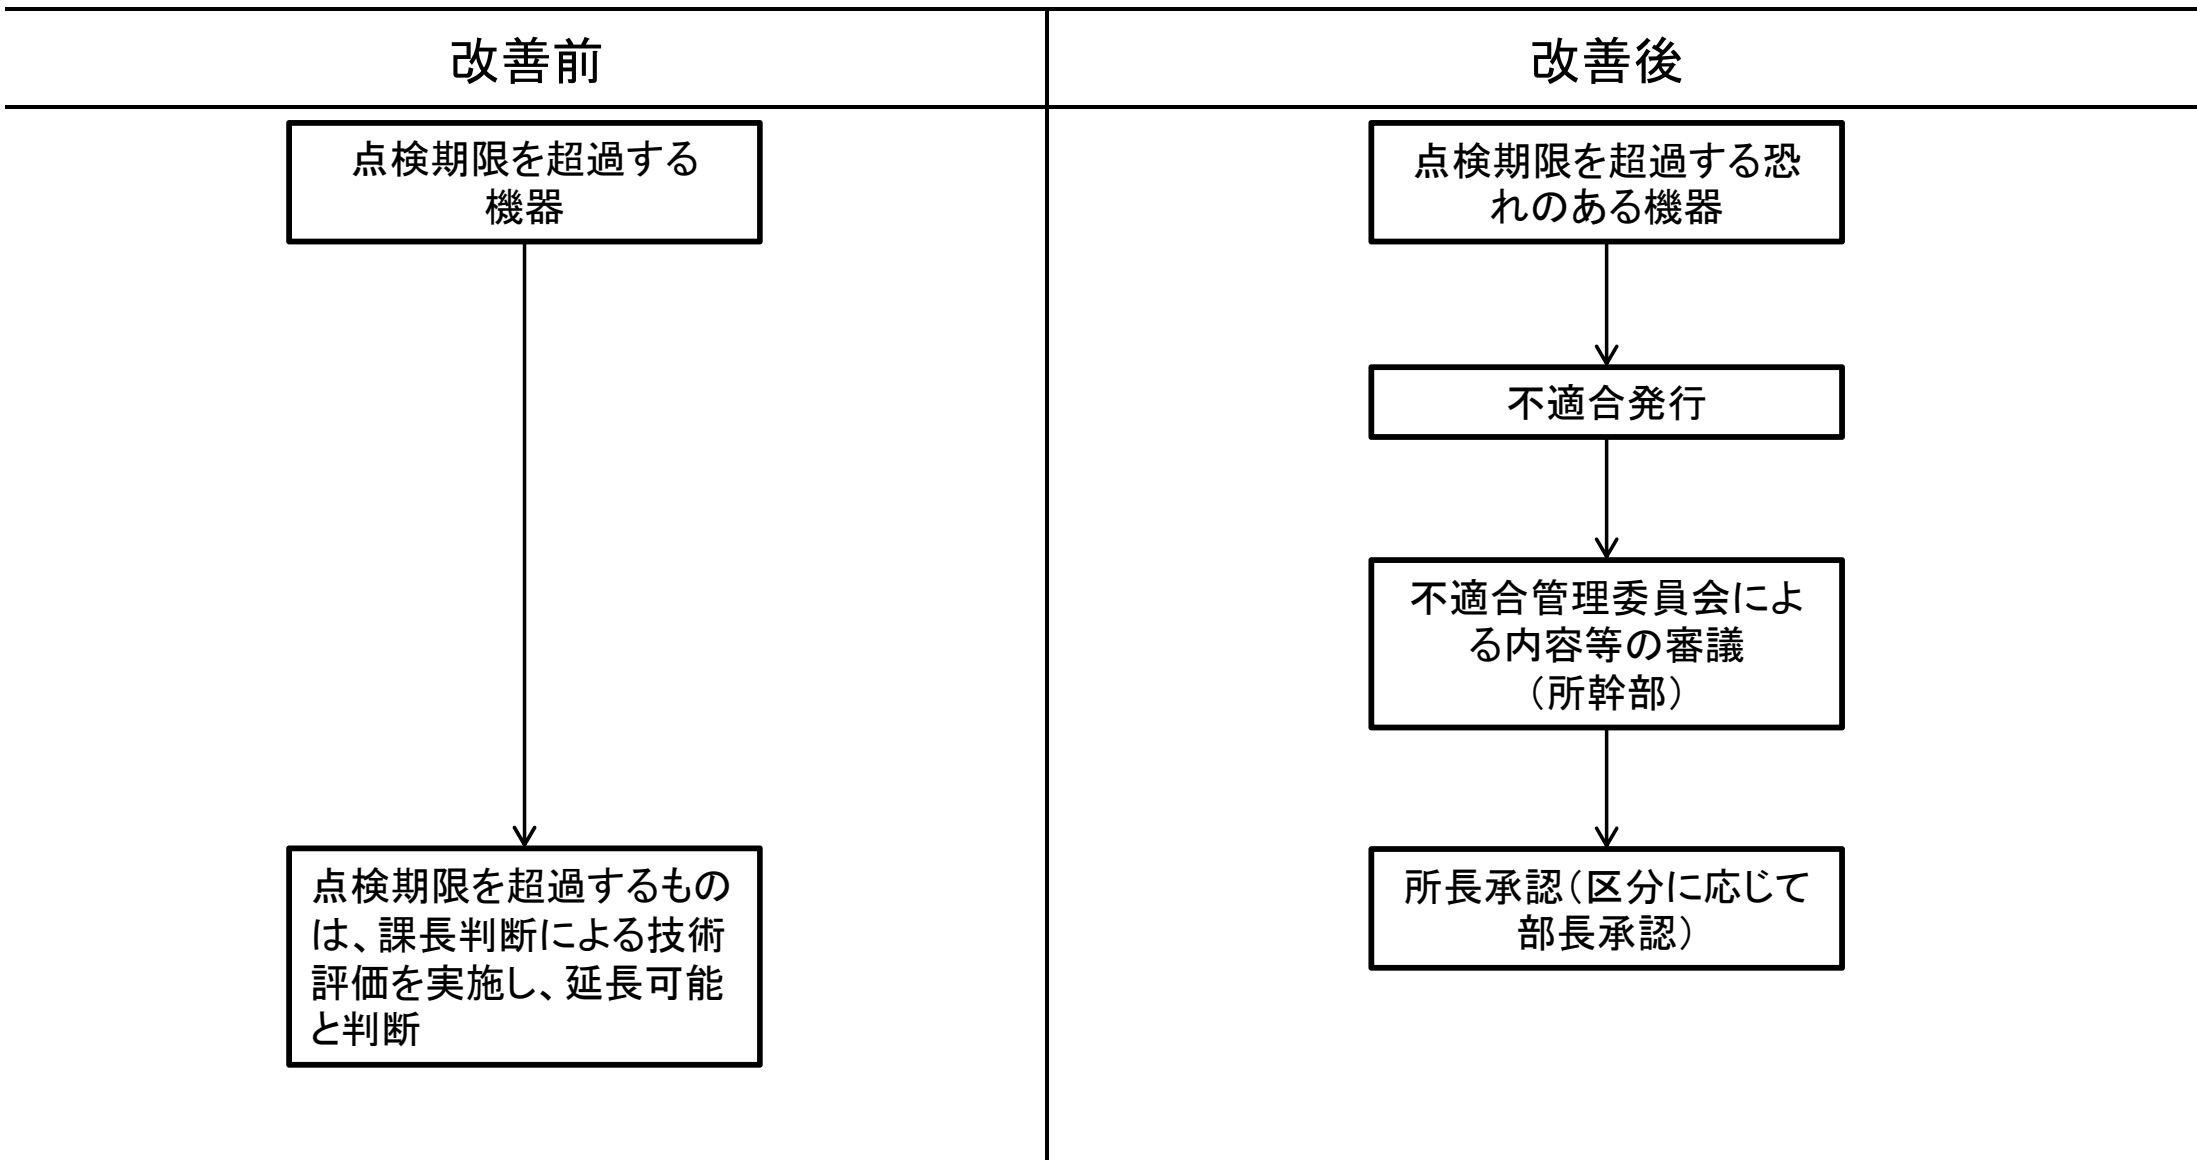 改善前
改善後
点検期限を超過する
機器
点検期限を超過するもの
は、課長判断による技術
評価を実施し、延長可能
と判断
点検期限を超過する恐
れのある機器
不適合発行
不適合管理委員会によ
る内容等の審議
（所幹部）
所長承認（区分に応じて
部長承認）